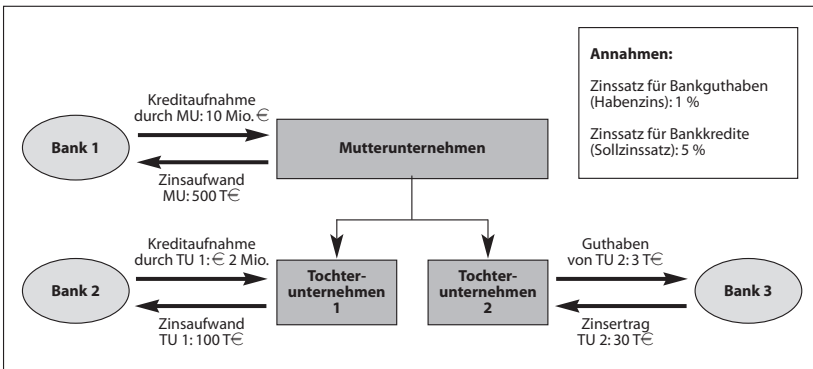 Annahmen:
Zinssatz für Bankguthaben
(Habenzins): 1 %
Zinssatz für Bankkredite
(Sollzinssatz): 5 %
Kreditaufnahme
durch MU: 10 Mio. €
Bank 1
Mutterunternehmen
Zinsaufwand
MU: 500 T€
Kreditaufnahme
durch TU 1: € 2 Mio.
Bank 2
Zinsaufwand
TU 1: 100 T€
Tochter-
unternehmen
1
Tochter-
unternehmen
2
Guthaben
von TU 2: 3 T€
Bank 3
Zinsertrag
TU 2: 30 T€